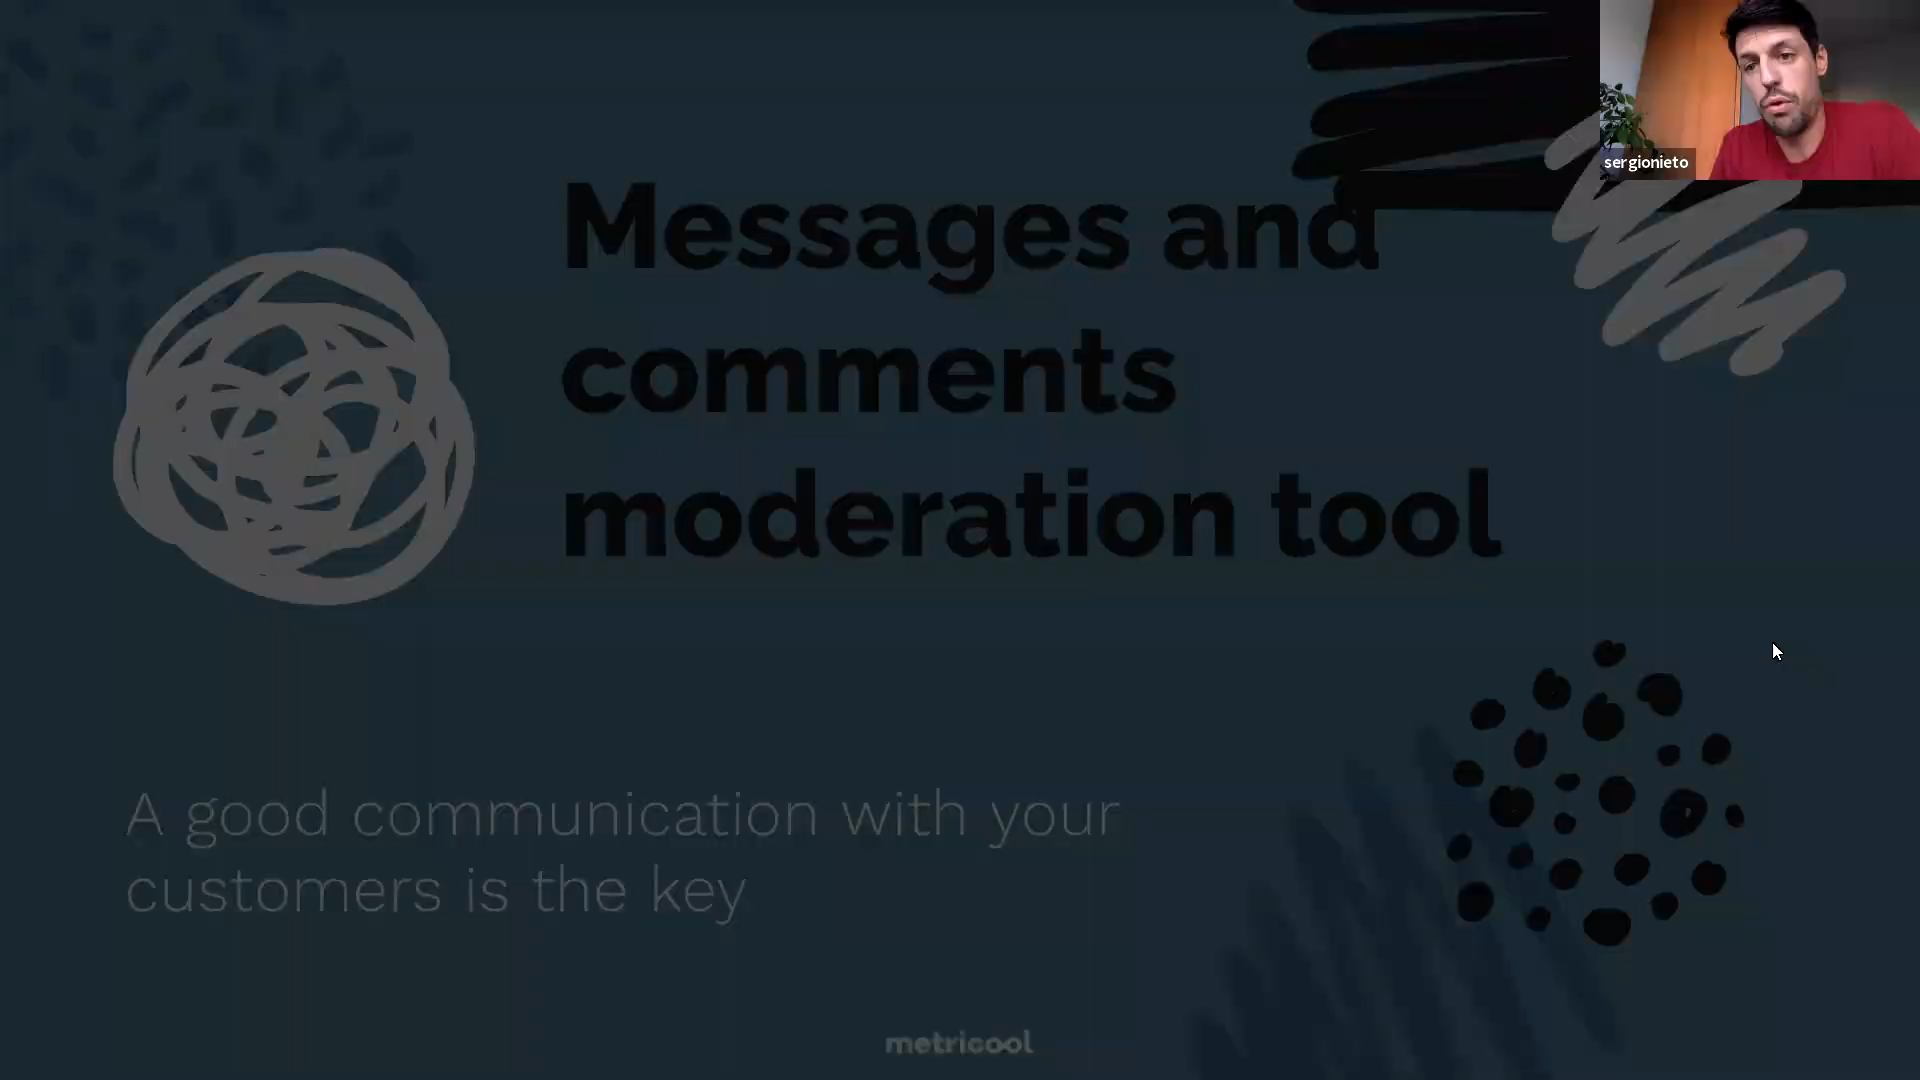 sergionieto
Messages and
comments
moderation tool
A good communication with your
customers is the key
metricool